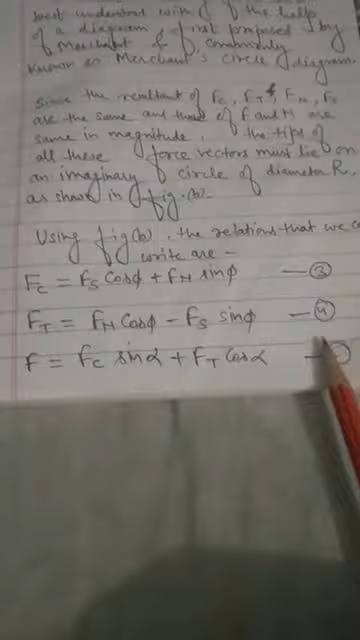 best understood with the help
of a diagram first proposed by
Merchant & commonly
known as Merchant's circle diagram.
Since the resultant of Fc, FT & FN, Fs
are the same and those of F and N are
same in magnitude, the tips of
all these force vectors must lie on
an imaginary circle of diameter R,
as shown in fig.(b).
Using fig(b), the relations that we c
write are -
Fc = Fs Cosϕ + FN sinϕ — ③
FT = FN Cosϕ - Fs sinϕ — ④
F = Fc sinα + FT Cosα —